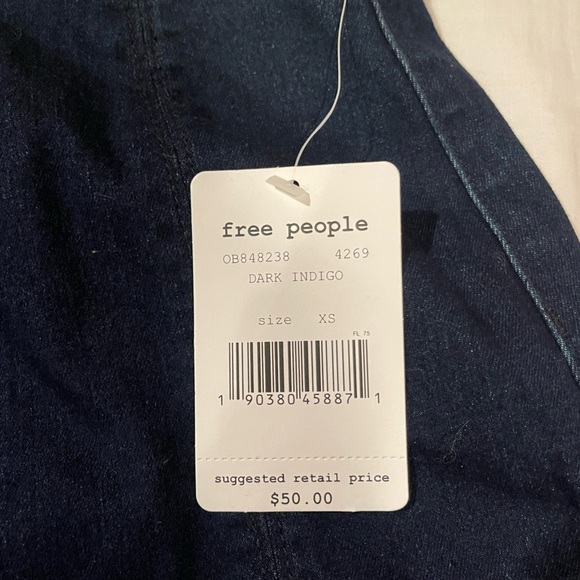 free people
OB848238 4269
DARK INDIGO
size XS
FL 75
1 90380 45887 1
suggested retail price
$50.00